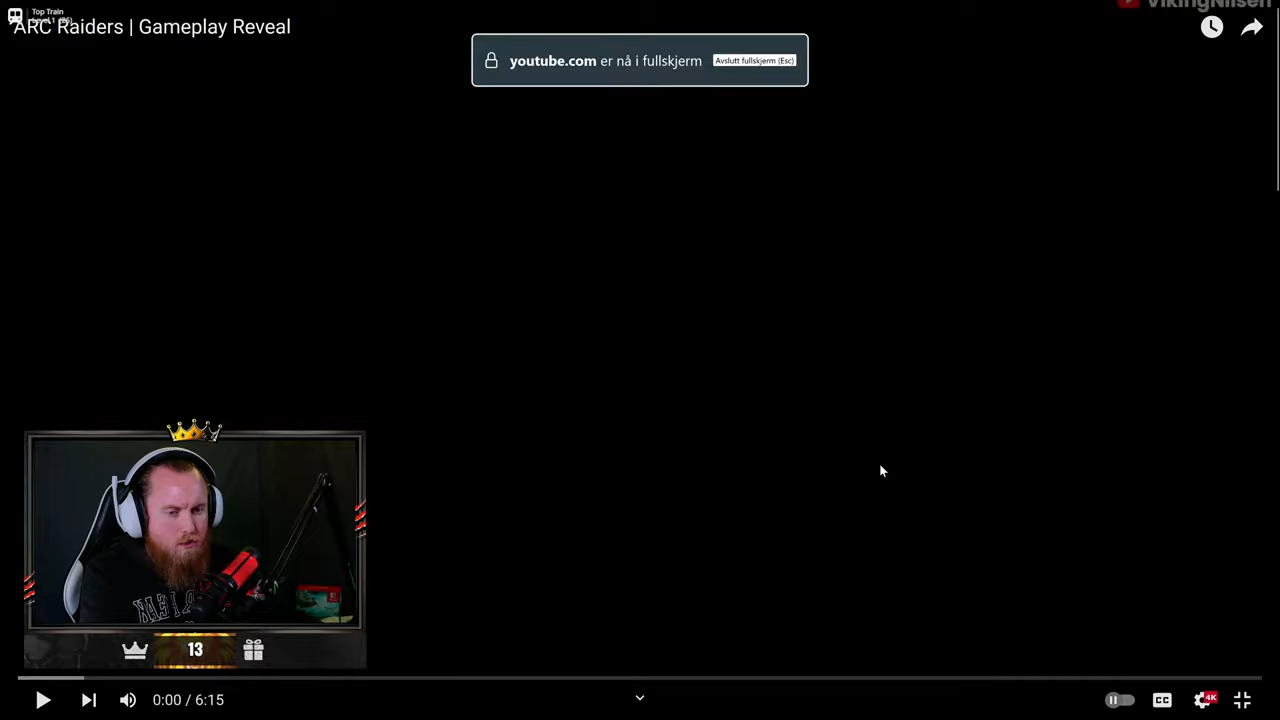 Top Train
ARC Raiders | Gameplay Reveal
VikingNilsen
youtube.com er nå i fullskjerm
Avslutt fullskjerm (Esc)
13
0:00 / 6:15
CC
4K